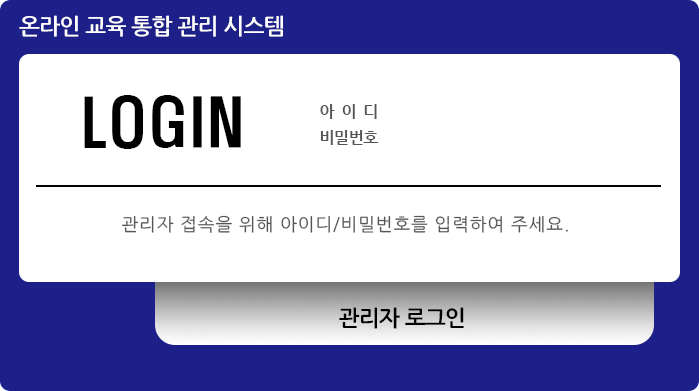 온라인 교육 통합 관리 시스템
LOGIN
아 이 디
비밀번호
관리자 접속을 위해 아이디/비밀번호를 입력하여 주세요.
관리자 로그인